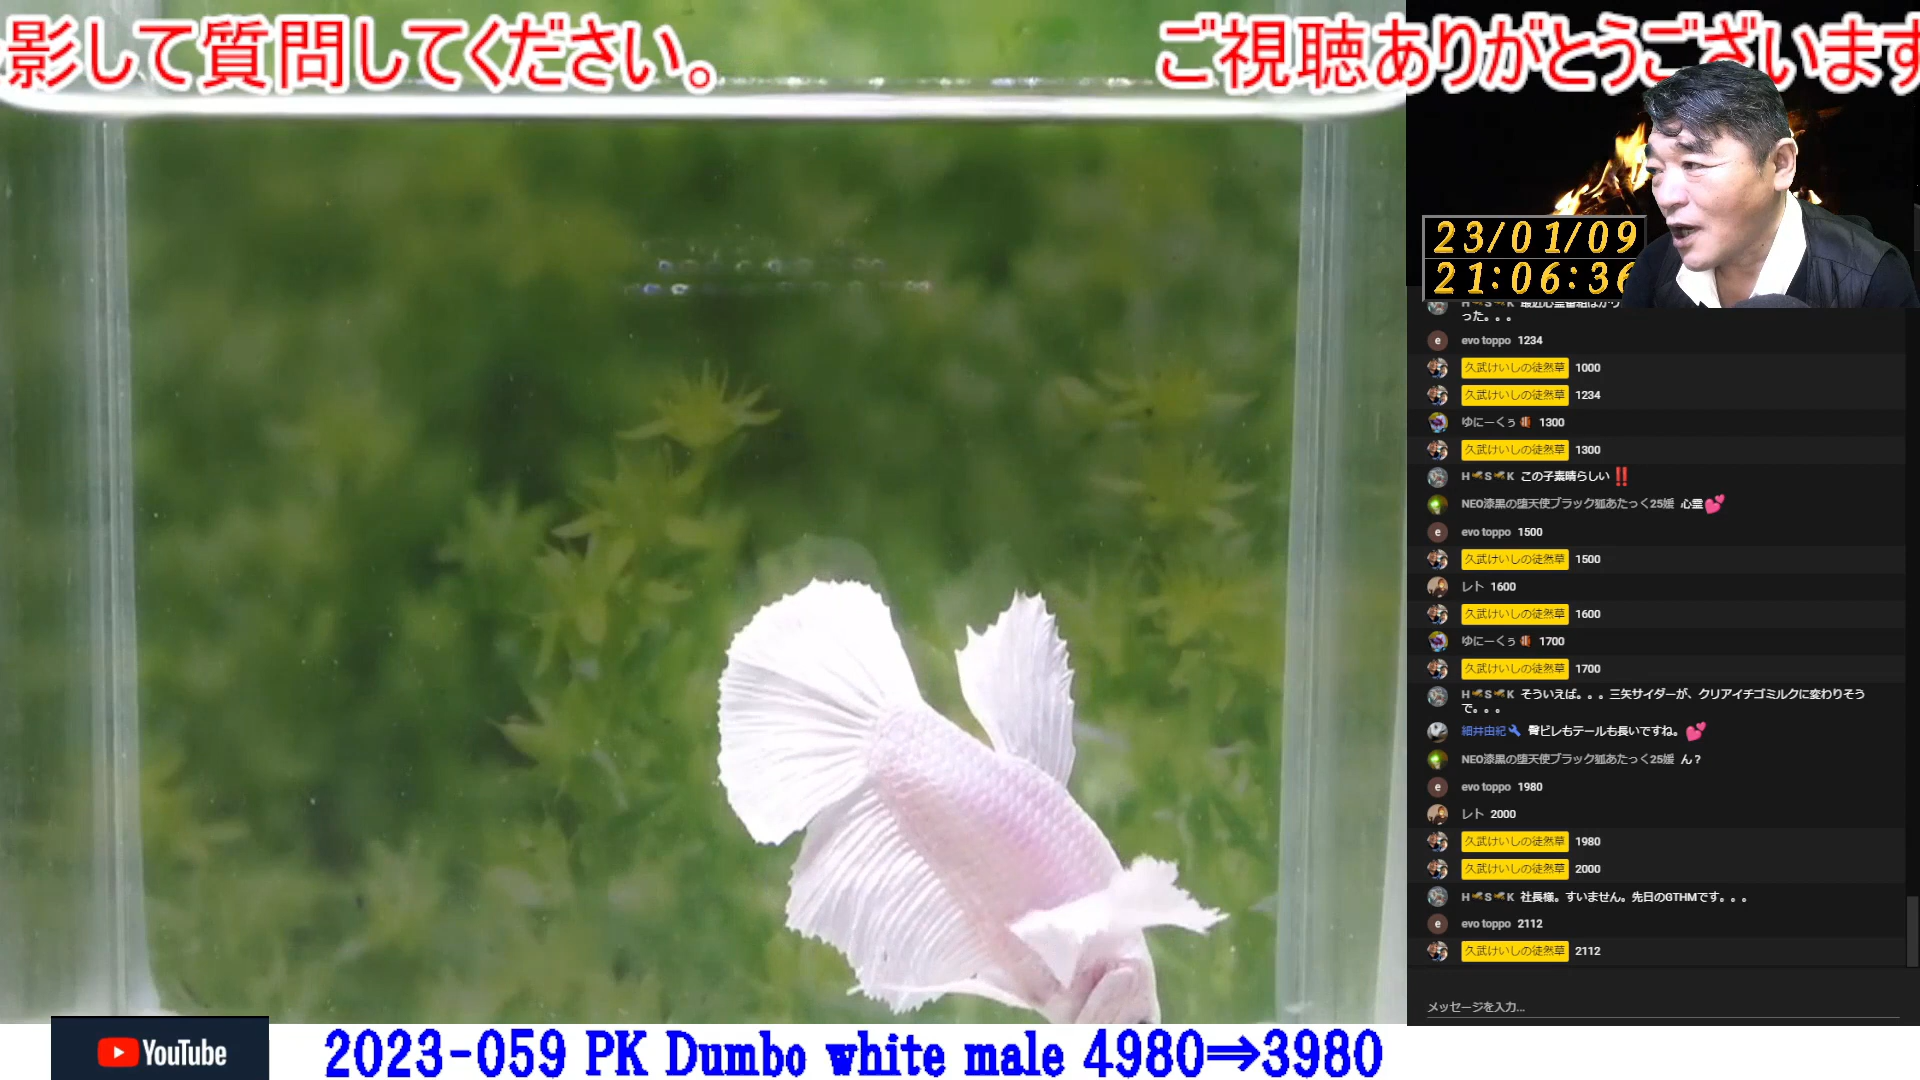 影して質問してください。
ご視聴ありがとうございます
23/01/09
21:06:36
H S K 最近心霊番組ばかり
った。。。
evo toppo 1234
久武けいしの徒然草 1000
久武けいしの徒然草 1234
ゆにーくぅ 1300
久武けいしの徒然草 1300
H S K この子素晴らしい‼
NEO漆黒の堕天使ブラック狐あたっく25媛 心霊💕
evo toppo 1500
久武けいしの徒然草 1500
レト 1600
久武けいしの徒然草 1600
ゆにーくぅ 1700
久武けいしの徒然草 1700
H S K そういえば。。。三矢サイダーが、クリアイチゴミルクに変わりそう
で。。。
細井由紀 臀ビレもテールも長いですね。💕
NEO漆黒の堕天使ブラック狐あたっく25媛 ん？
evo toppo 1980
レト 2000
久武けいしの徒然草 1980
久武けいしの徒然草 2000
H S K 社長様。すいません。先日のGTHMです。。。
evo toppo 2112
久武けいしの徒然草 2112
メッセージを入力...
YouTube
2023-059 PK Dumbo white male 4980⇒3980